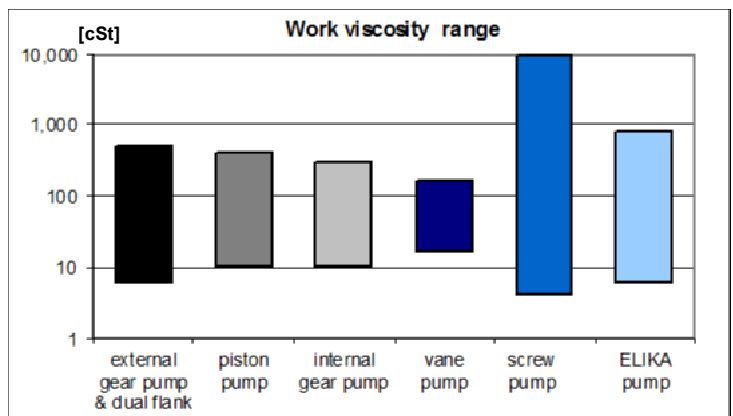 [cSt]
Work viscosity range
10,000
1,000
100
10
1
external
gear pump
& dual flank
piston
pump
internal
gear pump
vane
pump
screw
pump
ELIKA
pump